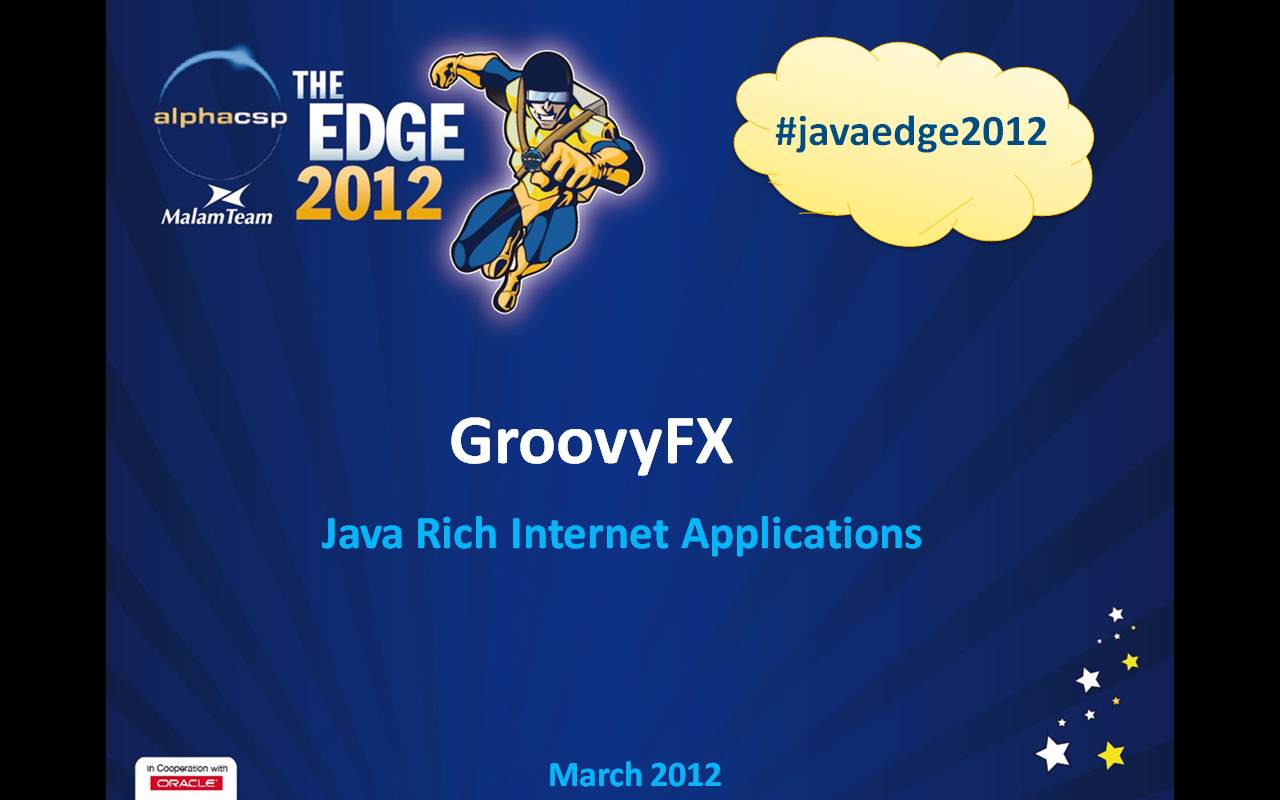 alphacsp
MalamTeam
THE
EDGE
2012
#javaedge2012
GroovyFX
Java Rich Internet Applications
In Cooperation with
ORACLE
March 2012